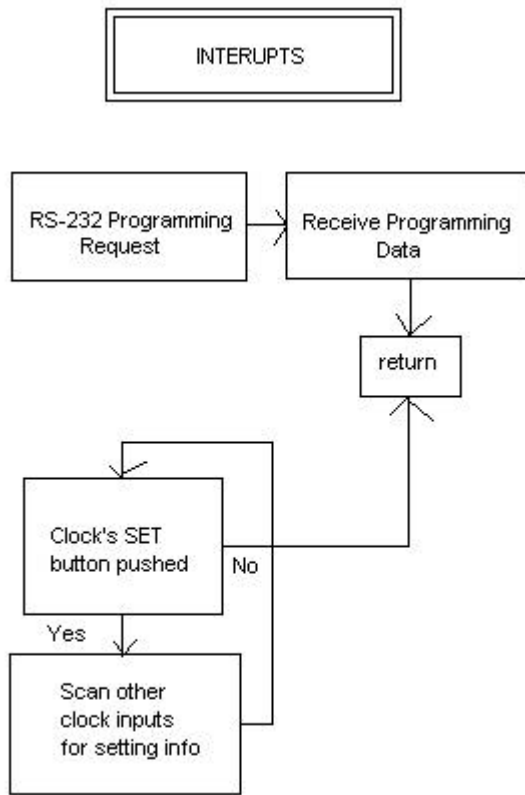 INTERUPTS
RS-232 Programming
Request
Receive Programming
Data
return
Clock's SET
button pushed
No
Yes
Scan other
clock inputs
for setting info